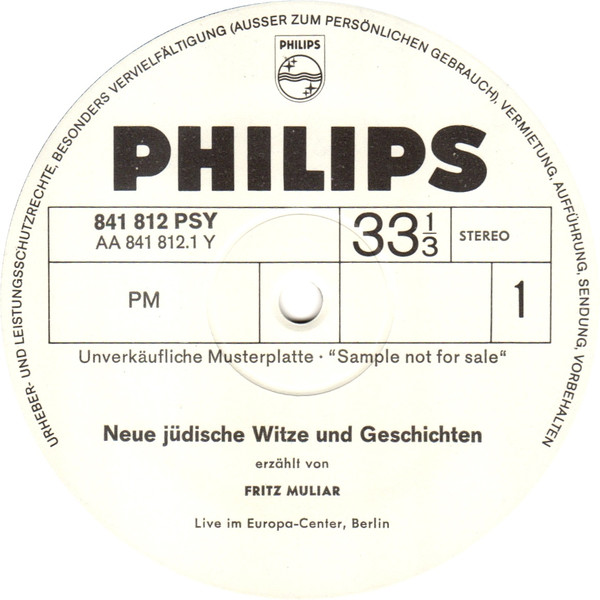 URHEBER- UND LEISTUNGSSCHUTZRECHTE, BESONDERS VERVIELFÄLTIGUNG (AUSSER ZUM PERSÖNLICHEN GEBRAUCH), VERMIETUNG, AUFFÜHRUNG, SENDUNG, VORBEHALTEN
PHILIPS
PHILIPS
841 812 PSY
AA 841 812.1 Y
33 1/3
STEREO
PM
1
Unverkäufliche Musterplatte · “Sample not for sale“
Neue jüdische Witze und Geschichten
erzählt von
FRITZ MULIAR
Live im Europa-Center, Berlin